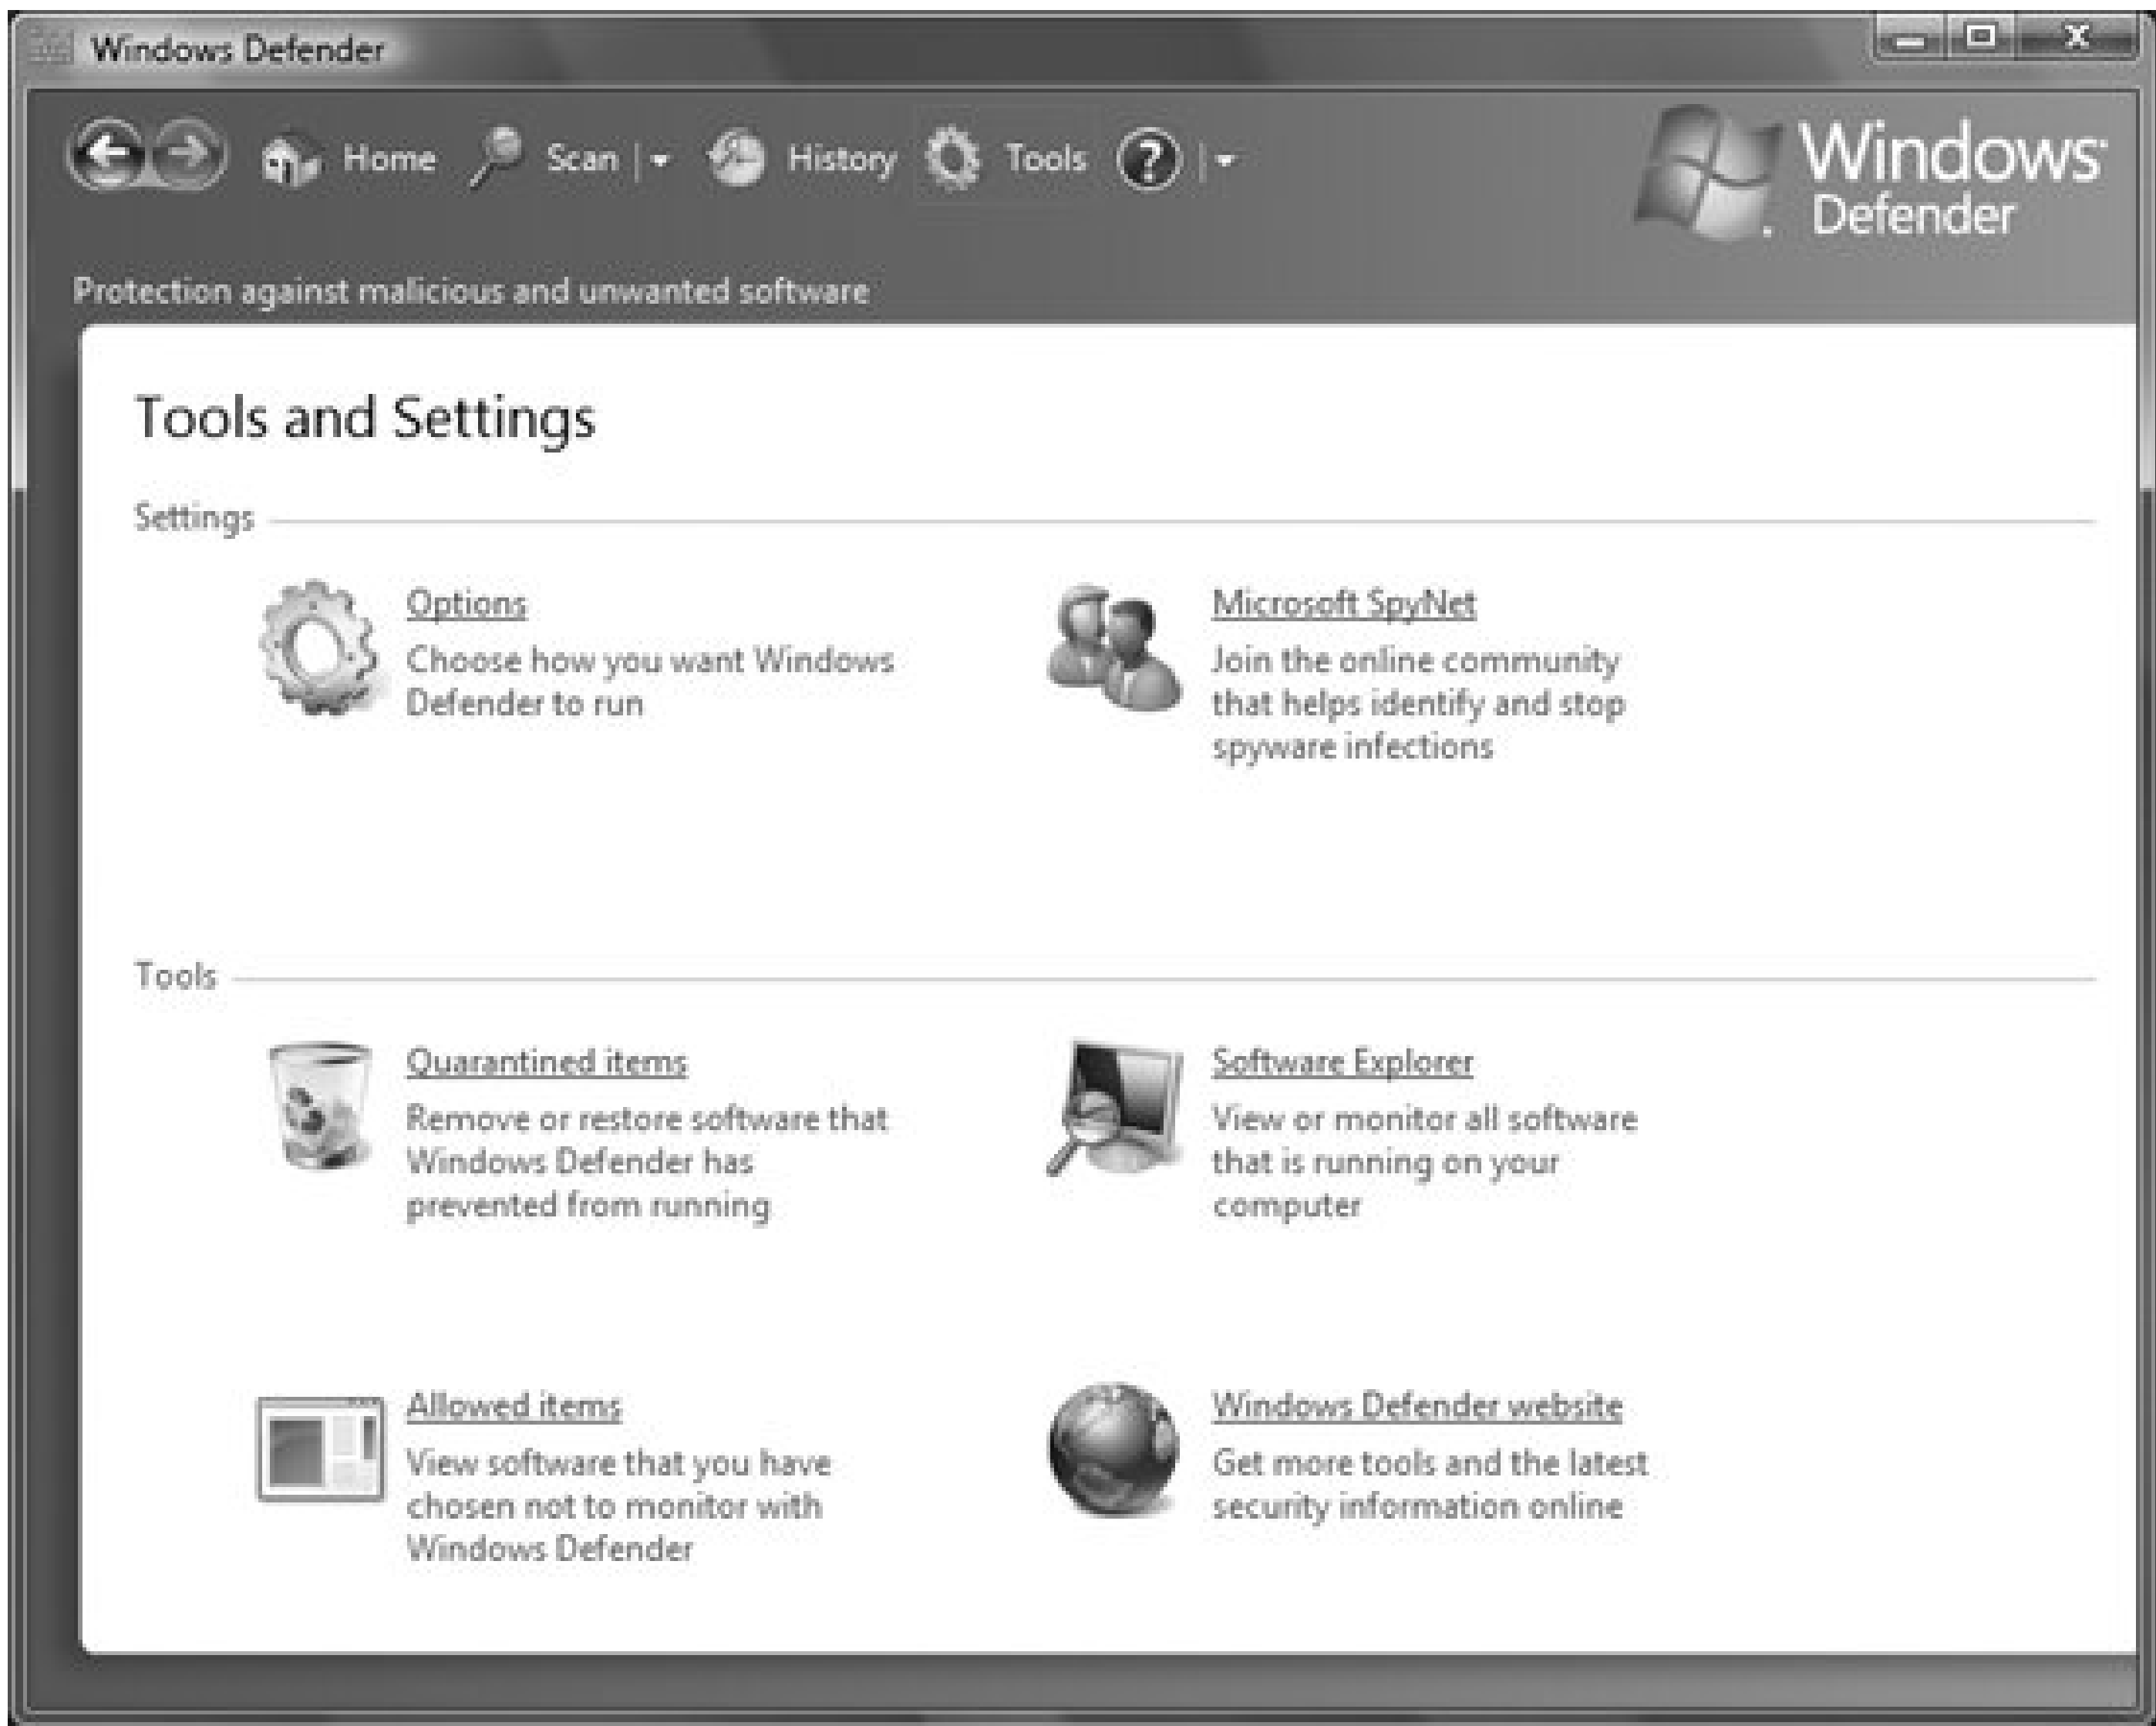 Windows Defender
Home Scan History Tools ?
Windows
Defender
Protection against malicious and unwanted software
Tools and Settings
Settings
Options
Choose how you want Windows
Defender to run
Microsoft SpyNet
Join the online community
that helps identify and stop
spyware infections
Tools
Quarantined items
Remove or restore software that
Windows Defender has
prevented from running
Software Explorer
View or monitor all software
that is running on your
computer
Allowed items
View software that you have
chosen not to monitor with
Windows Defender
Windows Defender website
Get more tools and the latest
security information online